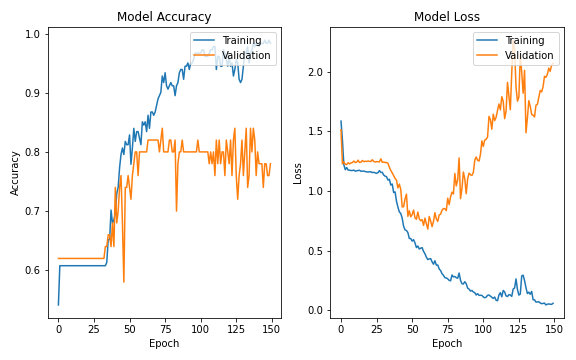 Model Accuracy
Training
Validation
1.0
0.9
0.8
0.7
0.6
Accuracy
0
25
50
75
100
125
150
Epoch
Model Loss
Training
Validation
2.0
1.5
1.0
0.5
0.0
Loss
0
25
50
75
100
125
150
Epoch